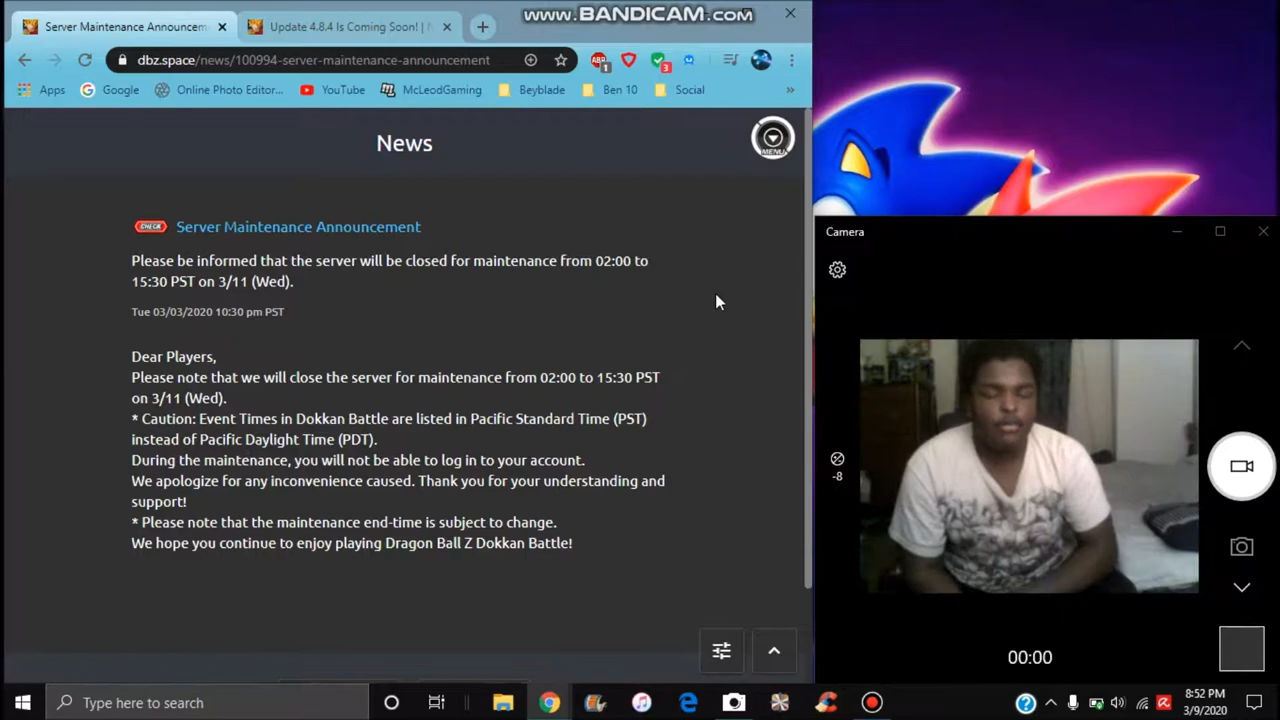 www.BANDICAM.com
Server Maintenance Announcem
Update 4.8.4 Is Coming Soon! | N
dbz.space/news/100994-server-maintenance-announcement
ABP
1
3
Apps
Google
Online Photo Editor...
YouTube
McLeodGaming
Beyblade
Ben 10
Social
»
News
MENU
CHECK
Server Maintenance Announcement
Please be informed that the server will be closed for maintenance from 02:00 to
15:30 PST on 3/11 (Wed).
Tue 03/03/2020 10:30 pm PST
Dear Players,
Please note that we will close the server for maintenance from 02:00 to 15:30 PST
on 3/11 (Wed).
* Caution: Event Times in Dokkan Battle are listed in Pacific Standard Time (PST)
instead of Pacific Daylight Time (PDT).
During the maintenance, you will not be able to log in to your account.
We apologize for any inconvenience caused. Thank you for your understanding and
support!
* Please note that the maintenance end-time is subject to change.
We hope you continue to enjoy playing Dragon Ball Z Dokkan Battle!
Camera
-8
00:00
Type here to search
8:52 PM
3/9/2020